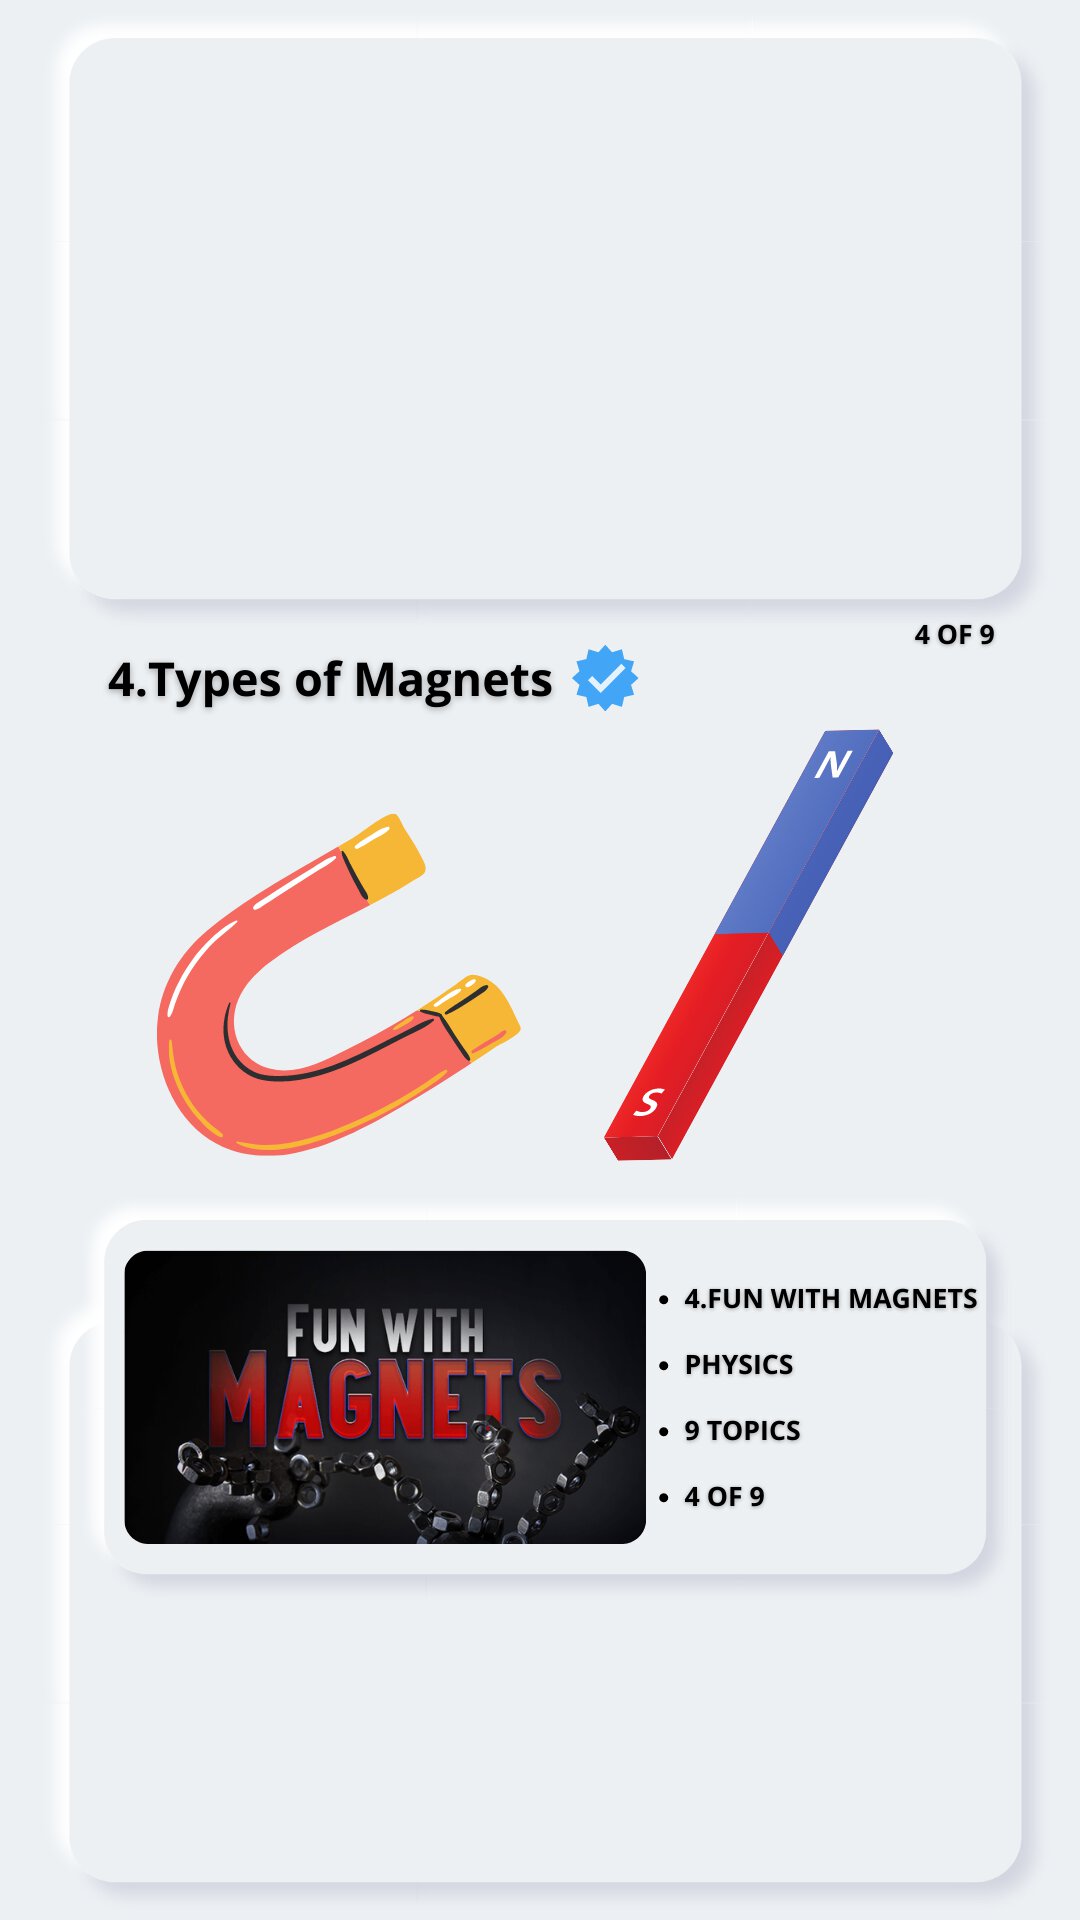 4 OF 9
4.Types of Magnets
N
S
FUN WITH
MAGNETS
• 4.FUN WITH MAGNETS
• PHYSICS
• 9 TOPICS
• 4 OF 9